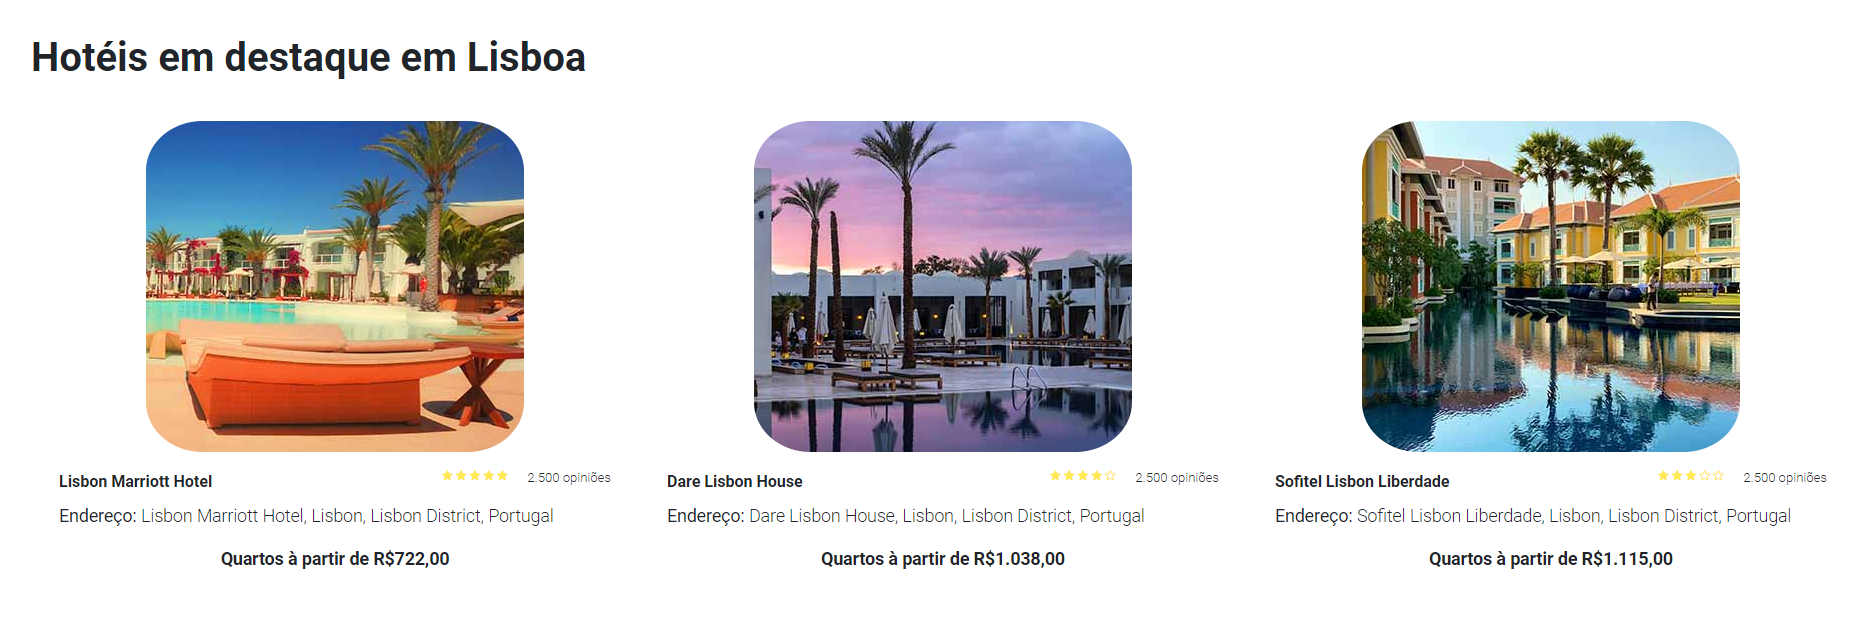 Hotéis em destaque em Lisboa
Lisbon Marriott Hotel
2.500 opiniões
Endereço: Lisbon Marriott Hotel, Lisbon, Lisbon District, Portugal
Quartos à partir de R$722,00
Dare Lisbon House
2.500 opiniões
Endereço: Dare Lisbon House, Lisbon, Lisbon District, Portugal
Quartos à partir de R$1.038,00
Sofitel Lisbon Liberdade
2.500 opiniões
Endereço: Sofitel Lisbon Liberdade, Lisbon, Lisbon District, Portugal
Quartos à partir de R$1.115,00